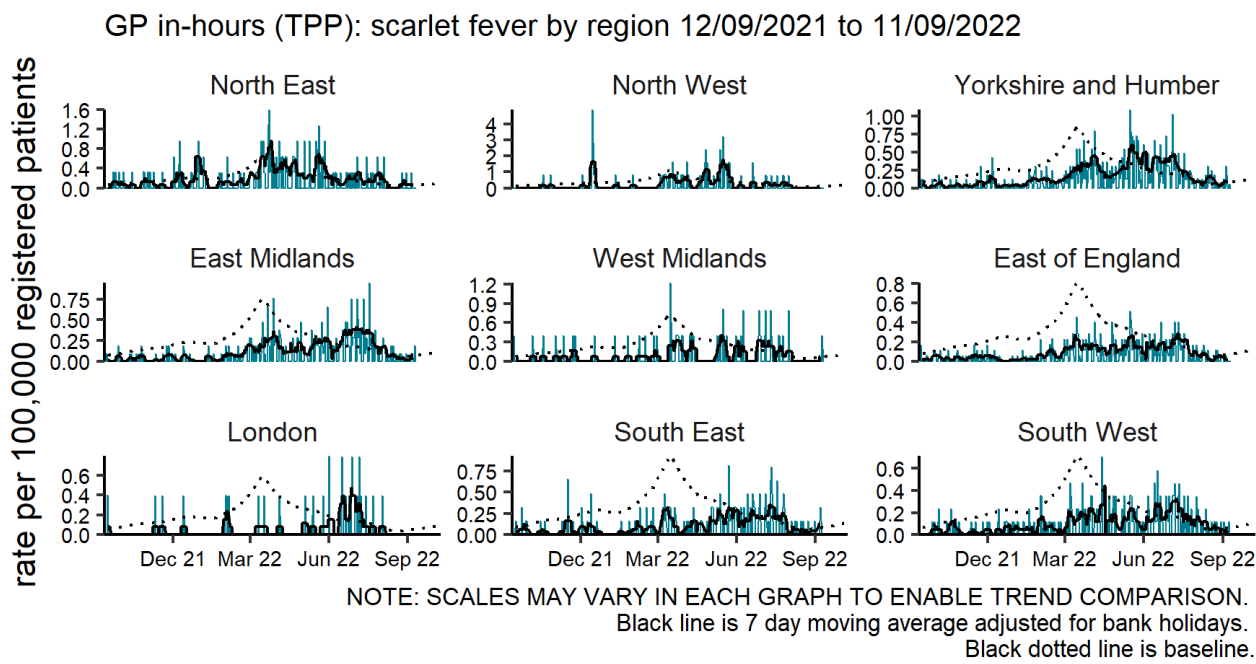 GP in-hours (TPP): scarlet fever by region 12/09/2021 to 11/09/2022
rate per 100,000 registered patients
North East
1.6
1.2
0.8
0.4
0.0
North West
4
3
2
1
0
Yorkshire and Humber
1.00
0.75
0.50
0.25
0.00
East Midlands
0.75
0.50
0.25
0.00
West Midlands
1.2
0.9
0.6
0.3
0.0
East of England
0.8
0.6
0.4
0.2
0.0
London
0.6
0.4
0.2
0.0
Dec 21 Mar 22 Jun 22 Sep 22
South East
0.75
0.50
0.25
0.00
Dec 21 Mar 22 Jun 22 Sep 22
South West
0.6
0.4
0.2
0.0
Dec 21 Mar 22 Jun 22 Sep 22
NOTE: SCALES MAY VARY IN EACH GRAPH TO ENABLE TREND COMPARISON.
Black line is 7 day moving average adjusted for bank holidays.
Black dotted line is baseline.